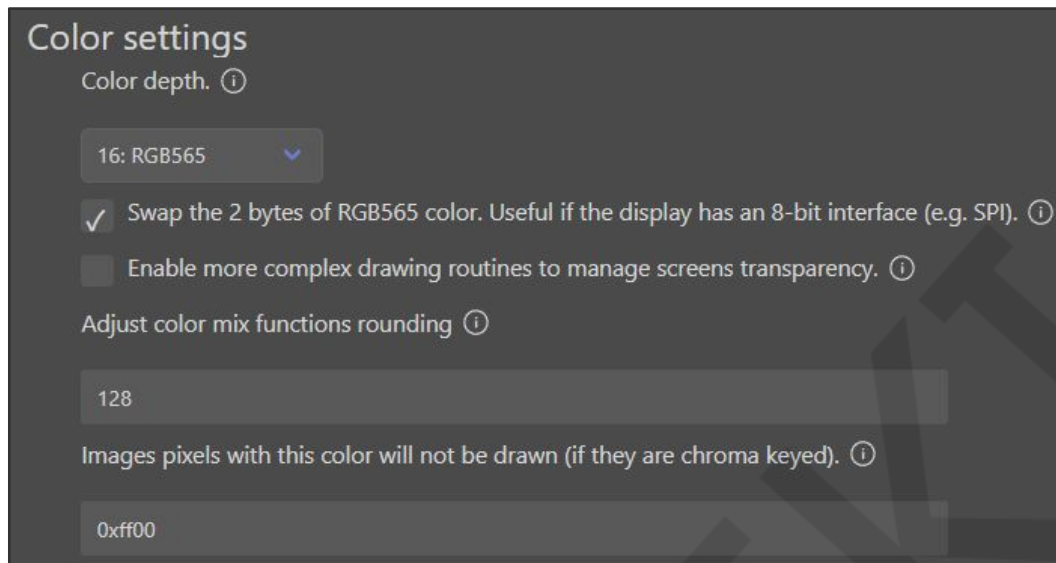 Color settings
Color depth.
16: RGB565
Swap the 2 bytes of RGB565 color. Useful if the display has an 8-bit interface (e.g. SPI).
Enable more complex drawing routines to manage screens transparency.
Adjust color mix functions rounding
128
Images pixels with this color will not be drawn (if they are chroma keyed).
0xff00